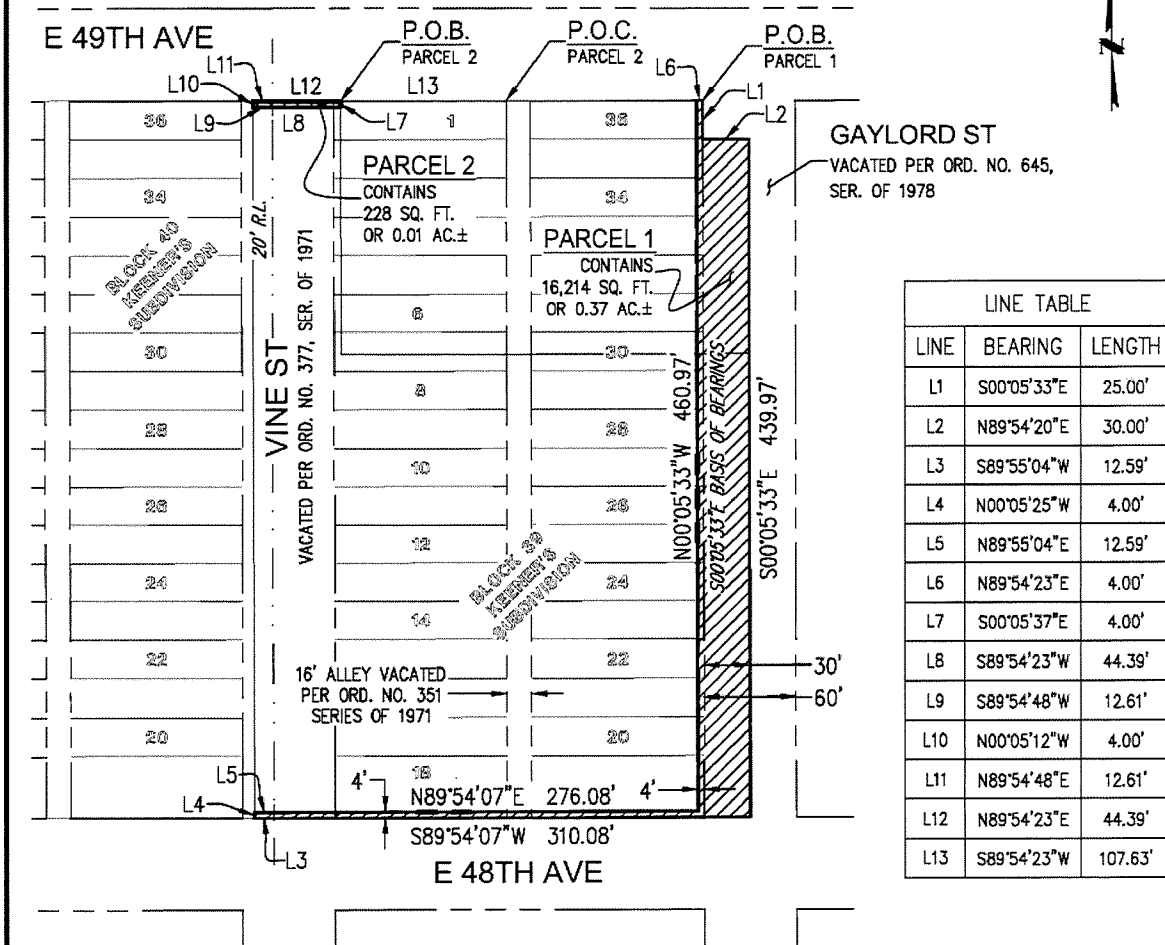 E 49TH AVE
P.O.B.
PARCEL 2
P.O.C.
PARCEL 2
P.O.B.
PARCEL 1
N
L11
L10
L12
L13
L6
L1
L9
L8
L7
L2
36
1
36
GAYLORD ST
VACATED PER ORD. NO. 645,
SER. OF 1978
PARCEL 2
CONTAINS
228 SQ. FT.
OR 0.01 AC.±
34
34
20' R.L.
BLOCK 40
KEENER'S
SUBDIVISION
PARCEL 1
CONTAINS
16,214 SQ. FT.
OR 0.37 AC.±
6
30
30
VINE ST
VACATED PER ORD. NO. 377, SER. OF 1971
8
N00°05'33"W 460.97'
S00°05'33"E BASIS OF BEARINGS
S00°05'33"E 439.97'
28
28
10
26
26
12
BLOCK 39
KEENER'S
SUBDIVISION
24
24
14
22
22
30'
60'
16' ALLEY VACATED
PER ORD. NO. 351
SERIES OF 1971
20
20
18
L5
L4
4'
N89°54'07"E 276.08'
4'
S89°54'07"W 310.08'
L3
E 48TH AVE
LINE TABLE
LINE BEARING LENGTH
L1 S00°05'33"E 25.00'
L2 N89°54'20"E 30.00'
L3 S89°55'04"W 12.59'
L4 N00°05'25"W 4.00'
L5 N89°55'04"E 12.59'
L6 N89°54'23"E 4.00'
L7 S00°05'37"E 4.00'
L8 S89°54'23"W 44.39'
L9 S89°54'48"W 12.61'
L10 N00°05'12"W 4.00'
L11 N89°54'48"E 12.61'
L12 N89°54'23"E 44.39'
L13 S89°54'23"W 107.63'